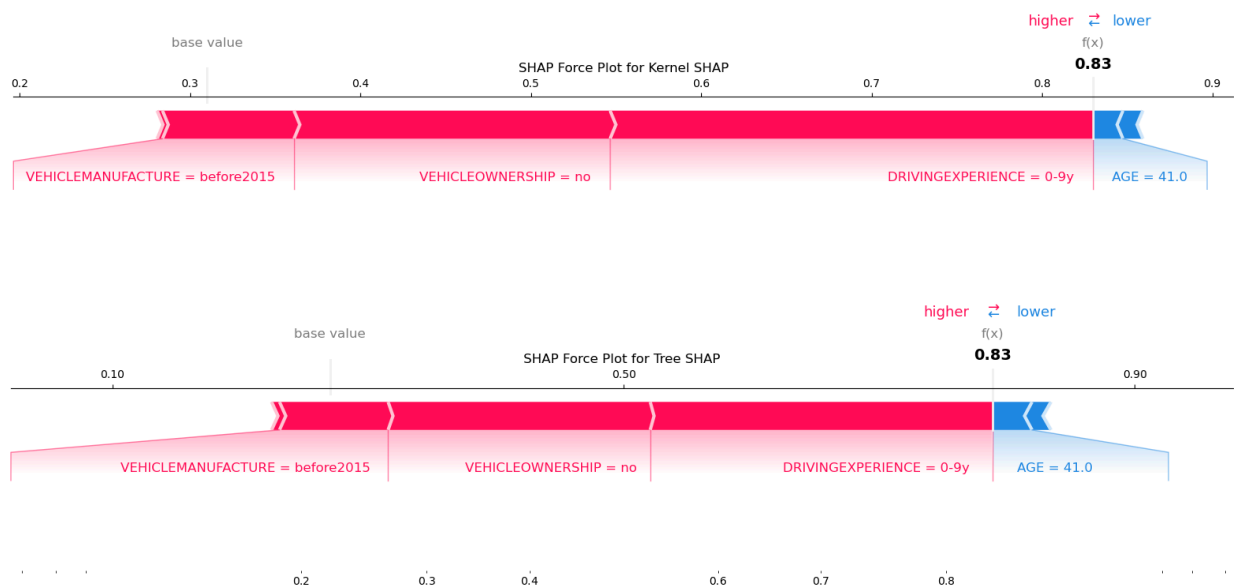 higher ⇄ lower
base value f(x)
SHAP Force Plot for Kernel SHAP 0.83
0.2 0.3 0.4 0.5 0.6 0.7 0.8 0.9
VEHICLEMANUFACTURE = before2015 VEHICLEOWNERSHIP = no DRIVINGEXPERIENCE = 0-9y AGE = 41.0
higher ⇄ lower
base value f(x)
SHAP Force Plot for Tree SHAP 0.83
0.10 0.50 0.90
VEHICLEMANUFACTURE = before2015 VEHICLEOWNERSHIP = no DRIVINGEXPERIENCE = 0-9y AGE = 41.0
0.2 0.3 0.4 0.6 0.7 0.8